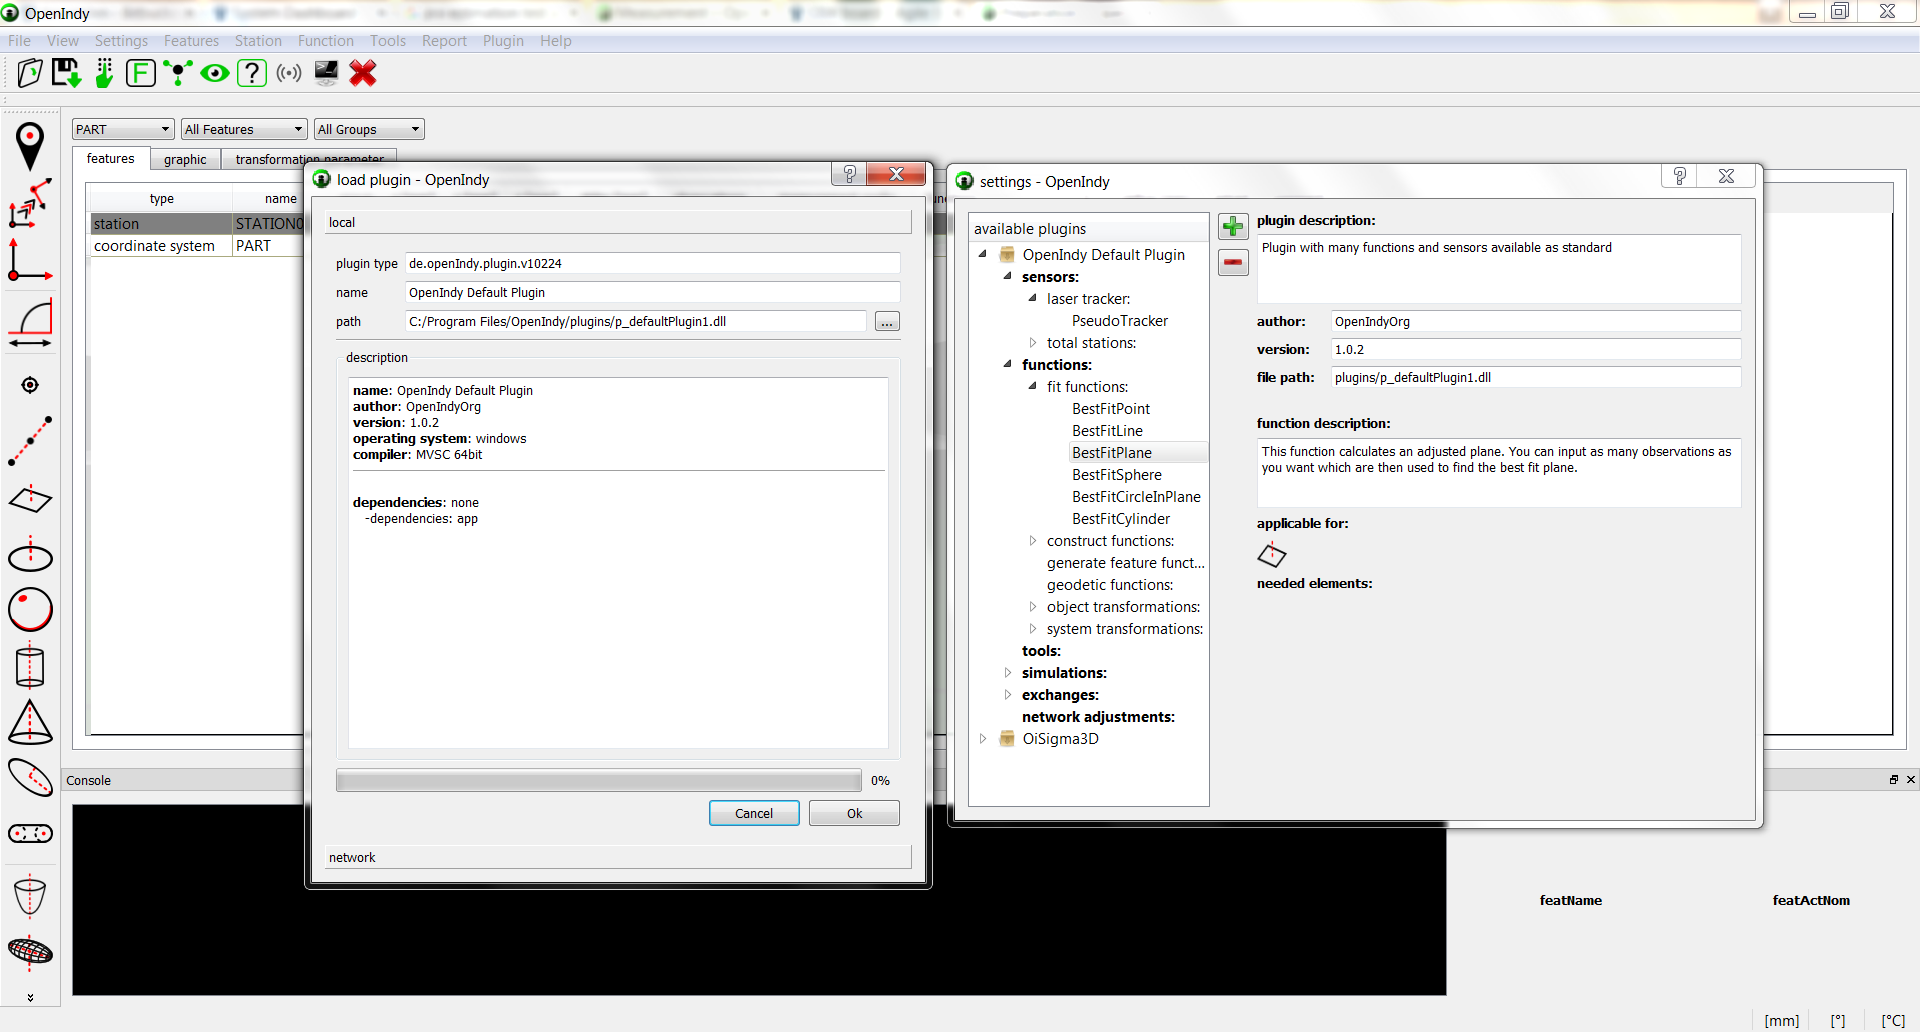 OpenIndy
File View Settings Features Station Function Tools Report Plugin Help
PART All Features All Groups
features graphic transformation parameter
type name
station STATION0
coordinate system PART
load plugin - OpenIndy
local
plugin type de.openIndy.plugin.v10224
name OpenIndy Default Plugin
path C:/Program Files/OpenIndy/plugins/p_defaultPlugin1.dll ...
description
name: OpenIndy Default Plugin
author: OpenIndyOrg
version: 1.0.2
operating system: windows
compiler: MVSC 64bit
dependencies: none
-dependencies: app
0%
Cancel Ok
network
settings - OpenIndy
available plugins
OpenIndy Default Plugin
sensors:
laser tracker:
PseudoTracker
total stations:
functions:
fit functions:
BestFitPoint
BestFitLine
BestFitPlane
BestFitSphere
BestFitCircleInPlane
BestFitCylinder
construct functions:
generate feature funct...
geodetic functions:
object transformations:
system transformations:
tools:
simulations:
exchanges:
network adjustments:
OiSigma3D
plugin description:
Plugin with many functions and sensors available as standard
author: OpenIndyOrg
version: 1.0.2
file path: plugins/p_defaultPlugin1.dll
function description:
This function calculates an adjusted plane. You can input as many observations as
you want which are then used to find the best fit plane.
applicable for:
needed elements:
Console
featName featActNom
[mm] [°] [°C]